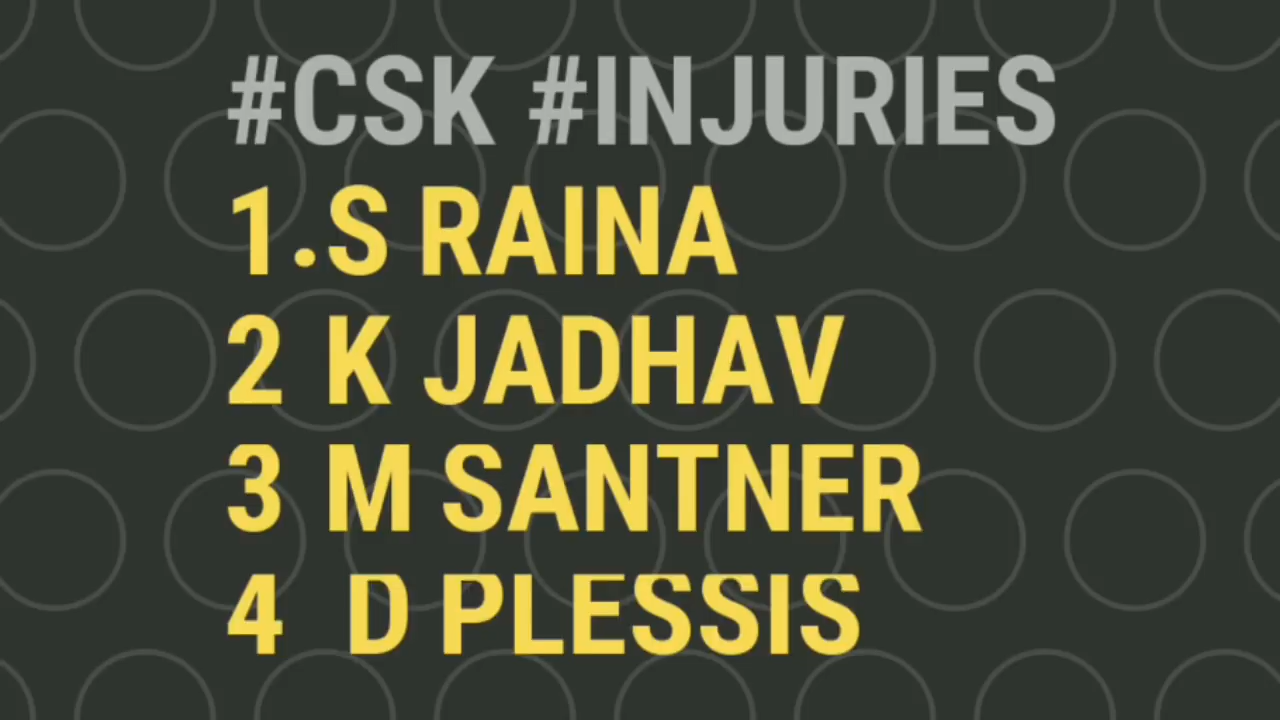 #CSK #INJURIES
1.S RAINA
2 K JADHAV
3 M SANTNER
4 D PLESSIS